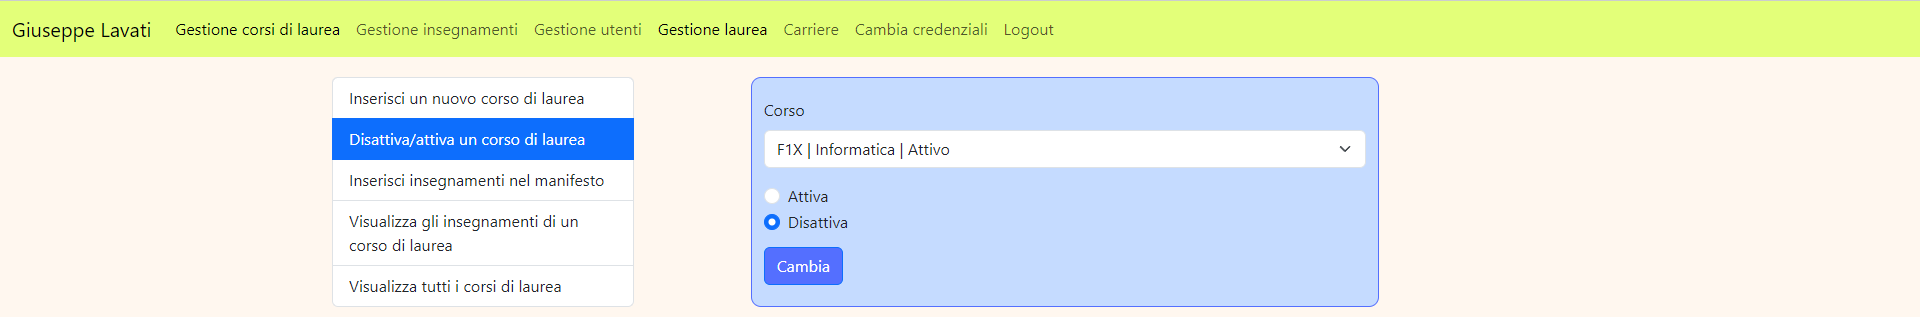 Giuseppe Lavati Gestione corsi di laurea Gestione insegnamenti Gestione utenti Gestione laurea Carriere Cambia credenziali Logout
Inserisci un nuovo corso di laurea
Disattiva/attiva un corso di laurea
Inserisci insegnamenti nel manifesto
Visualizza gli insegnamenti di un
corso di laurea
Visualizza tutti i corsi di laurea
Corso
F1X | Informatica | Attivo
Attiva
Disattiva
Cambia